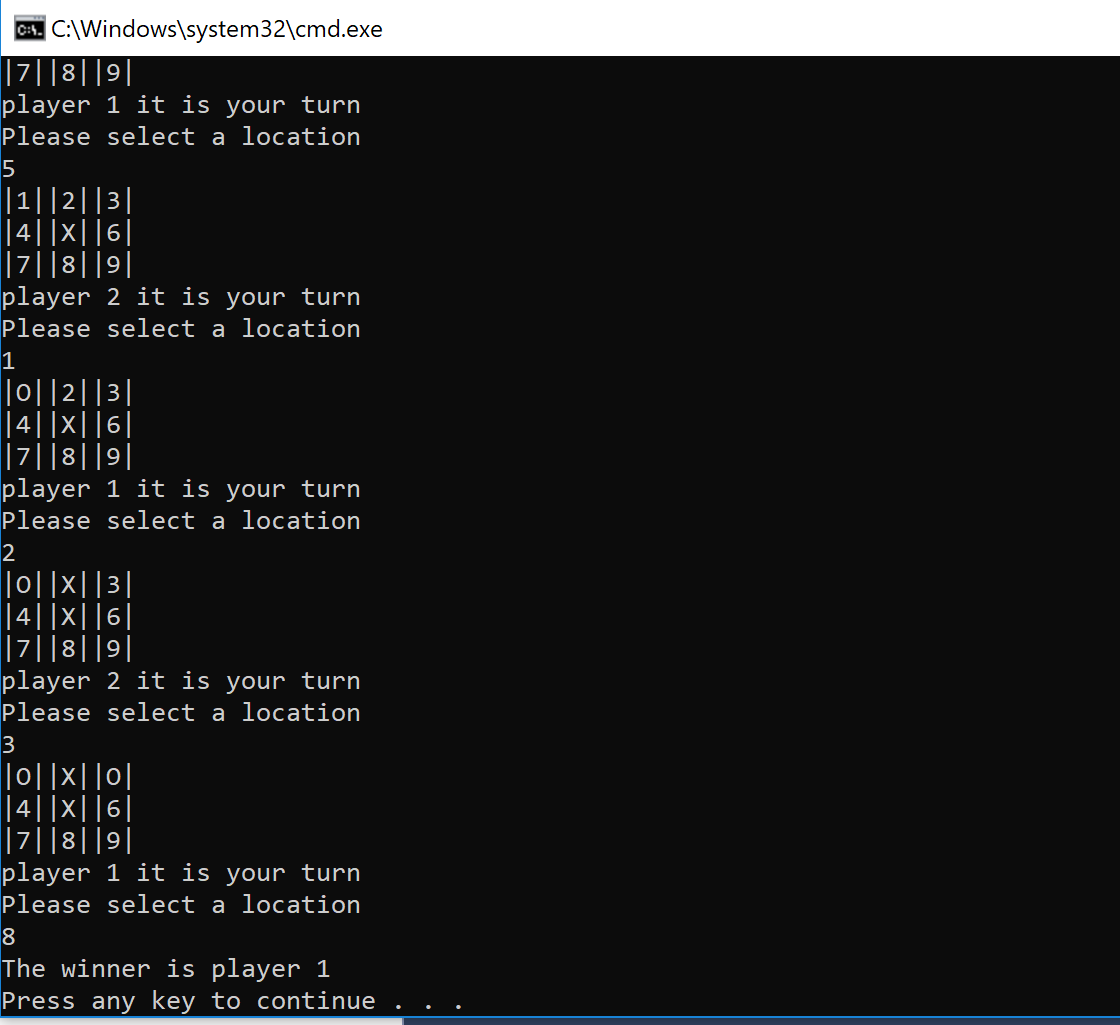 C:\Windows\system32\cmd.exe
|7||8||9|
player 1 it is your turn
Please select a location
5
|1||2||3|
|4||X||6|
|7||8||9|
player 2 it is your turn
Please select a location
1
|O||2||3|
|4||X||6|
|7||8||9|
player 1 it is your turn
Please select a location
2
|O||X||3|
|4||X||6|
|7||8||9|
player 2 it is your turn
Please select a location
3
|O||X||O|
|4||X||6|
|7||8||9|
player 1 it is your turn
Please select a location
8
The winner is player 1
Press any key to continue . . .